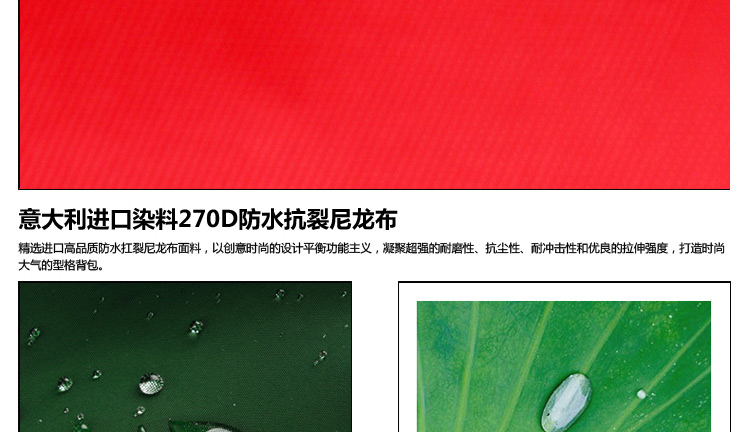 意大利进口染料270D防水抗裂尼龙布
精选进口高品质防水扛裂尼龙布面料，以创意时尚的设计平衡功能主义，凝聚超强的耐磨性、抗尘性、耐冲击性和优良的拉伸强度，打造时尚
大气的型格背包。